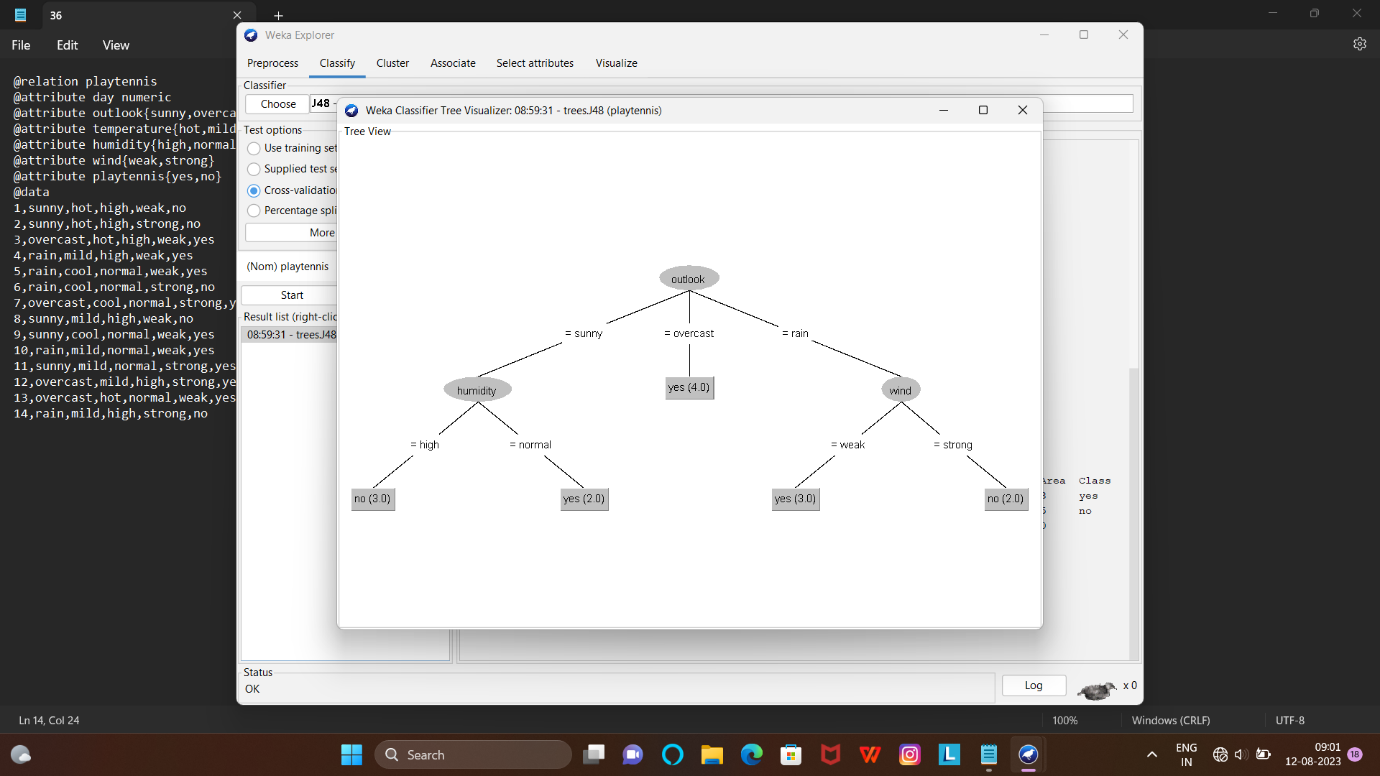 36
File Edit View
@relation playtennis
@attribute day numeric
@attribute outlook{sunny,overca
@attribute temperature{hot,mild
@attribute humidity{high,normal
@attribute wind{weak,strong}
@attribute playtennis{yes,no}
@data
1,sunny,hot,high,weak,no
2,sunny,hot,high,strong,no
3,overcast,hot,high,weak,yes
4,rain,mild,high,weak,yes
5,rain,cool,normal,weak,yes
6,rain,cool,normal,strong,no
7,overcast,cool,normal,strong,y
8,sunny,mild,high,weak,no
9,sunny,cool,normal,weak,yes
10,rain,mild,normal,weak,yes
11,sunny,mild,normal,strong,yes
12,overcast,mild,high,strong,ye
13,overcast,hot,normal,weak,yes
14,rain,mild,high,strong,no
Weka Explorer
Preprocess Classify Cluster Associate Select attributes Visualize
Classifier
Choose J48 -
Test options
Use training set
Supplied test se
Cross-validation
Percentage spli
More
(Nom) playtennis
Start
Result list (right-clic
08:59:31 - trees.J48
Weka Classifier Tree Visualizer: 08:59:31 - trees.J48 (playtennis)
Tree View
outlook
= sunny = overcast = rain
humidity yes (4.0) wind
= high = normal = weak = strong
no (3.0) yes (2.0) yes (3.0) no (2.0)
Area Class
yes
no
Status
OK
Log x 0
Ln 14, Col 24 100% Windows (CRLF) UTF-8
Search
ENG
IN
09:01
12-08-2023
18